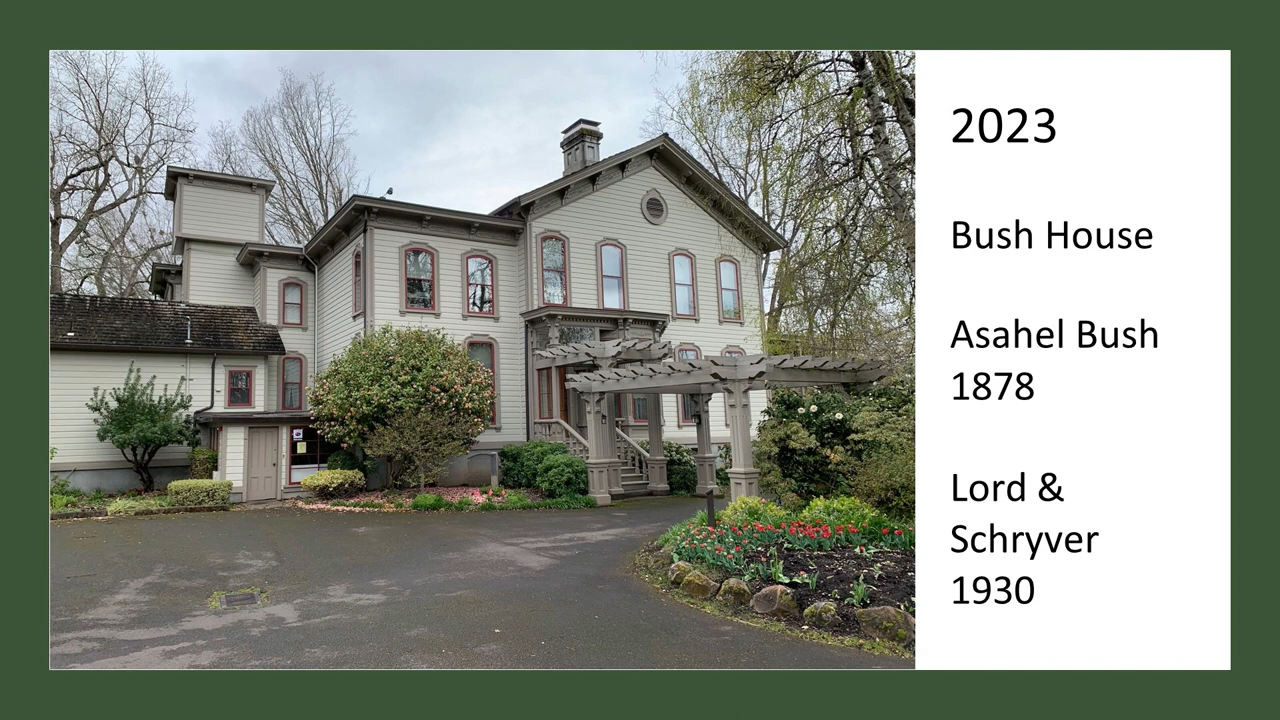 2023
Bush House
Asahel Bush
1878
Lord &
Schryver
1930